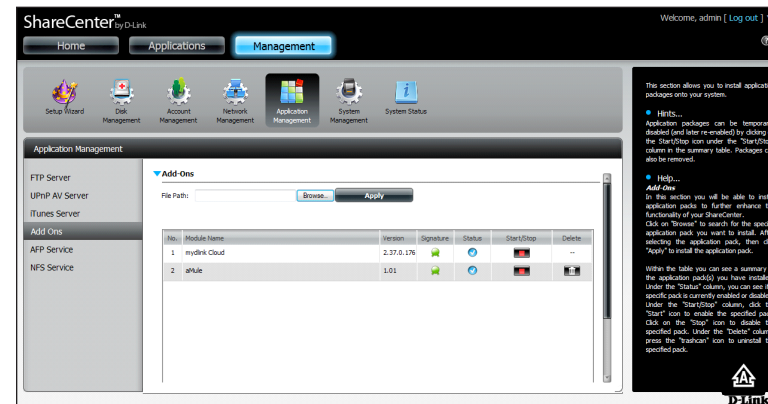 ShareCenter™ by D-Link
Welcome, admin [ Log out ]
Home
Applications
Management
Setup Wizard
Disk Management
Account Management
Network Management
Application Management
System Management
System Status
Application Management
FTP Server
UPnP AV Server
iTunes Server
Add Ons
AFP Service
NFS Service
Add-Ons
File Path:
Browse..
Apply
No. Module Name Version Signature Status Start/Stop Delete
1 mydlink Cloud 2.37.0.176 --
2 aMule 1.01
This section allows you to install applicati
packages onto your system.
Hints...
Application packages can be temporar
disabled (and later re-enabled) by clicking
the Start/Stop icon under the "Start/Sto
column in the summary table. Packages c
also be removed.
Help...
Add-Ons
In this section you will be able to inst
application packs to further enhance t
functionality of your ShareCenter.
Click on "Browse" to search for the speci
application pack you want to install. Aft
selecting the application pack, then cli
"Apply" to install the application pack.
Within the table you can see a summary
the application pack(s) you have installe
Under the "Status" column, you can see if
specific pack is currently enabled or disable
Under the "Start/Stop" column, click t
"Start" icon to enable the specified pac
Click on the "Stop" icon to disable t
specified pack. Under the "Delete" colum
press the "trashcan" icon to uninstall t
specified pack.
D-Link